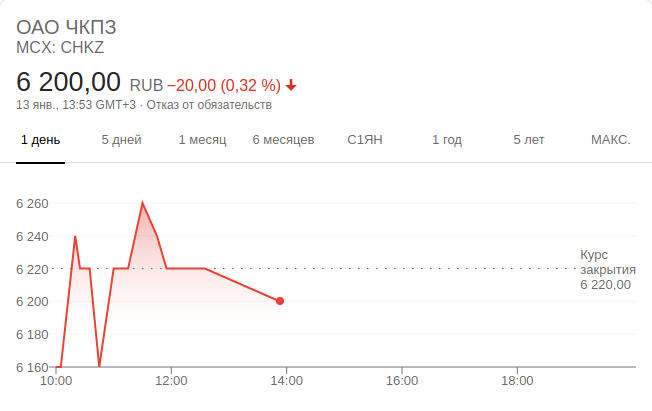 ОАО ЧКПЗ
MCX: CHKZ
6 200,00 RUB −20,00 (0,32 %)
13 янв., 13:53 GMT+3 · Отказ от обязательств
1 день 5 дней 1 месяц 6 месяцев С1ЯН 1 год 5 лет МАКС.
6 260
6 240
6 220
6 200
6 180
6 160
Курс
закрытия
6 220,00
10:00 12:00 14:00 16:00 18:00